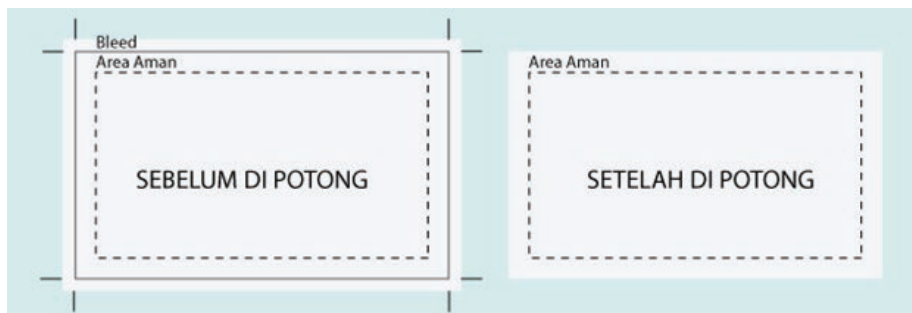 Bleed
Area Aman
SEBELUM DI POTONG
Area Aman
SETELAH DI POTONG